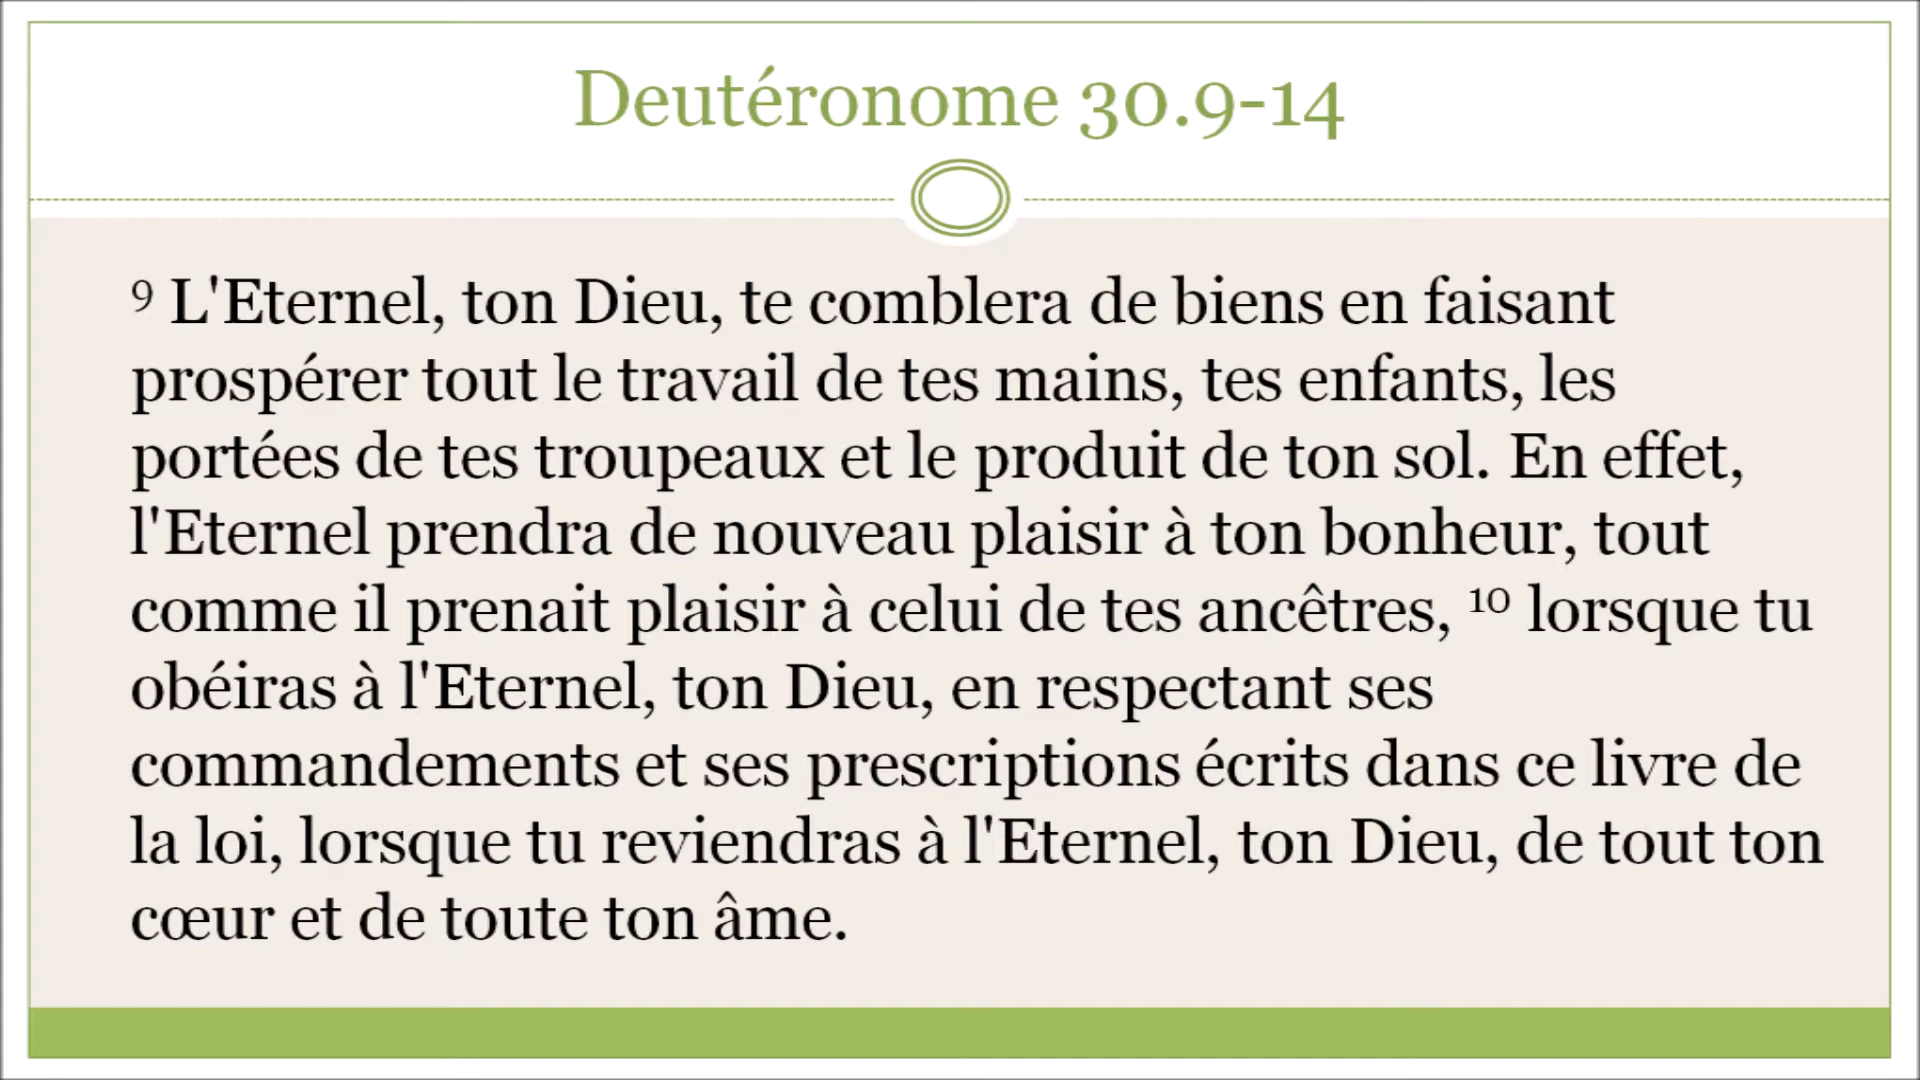 Deutéronome 30.9-14
9 L'Eternel, ton Dieu, te comblera de biens en faisant
prospérer tout le travail de tes mains, tes enfants, les
portées de tes troupeaux et le produit de ton sol. En effet,
l'Eternel prendra de nouveau plaisir à ton bonheur, tout
comme il prenait plaisir à celui de tes ancêtres, 10 lorsque tu
obéiras à l'Eternel, ton Dieu, en respectant ses
commandements et ses prescriptions écrits dans ce livre de
la loi, lorsque tu reviendras à l'Eternel, ton Dieu, de tout ton
cœur et de toute ton âme.